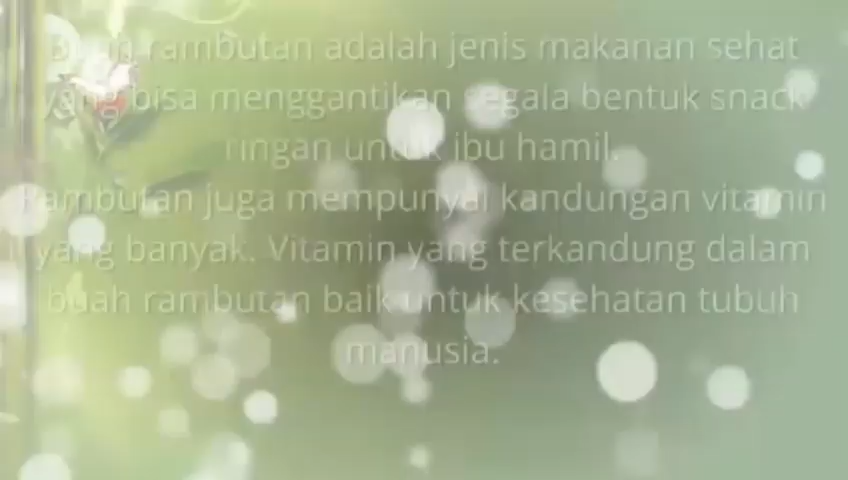 Buah rambutan adalah jenis makanan sehat
yang bisa menggantikan segala bentuk snack
ringan untuk ibu hamil.
Rambutan juga mempunyai kandungan vitamin
yang banyak. Vitamin yang terkandung dalam
buah rambutan baik untuk kesehatan tubuh
manusia.